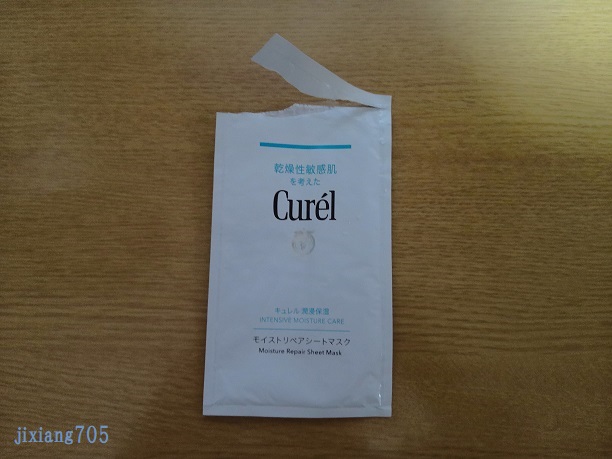 乾燥性敏感肌
を考えた
Curél
キュレル 潤浸保湿
INTENSIVE MOISTURE CARE
モイストリペアシートマスク
Moisture Repair Sheet Mask
jixiang705